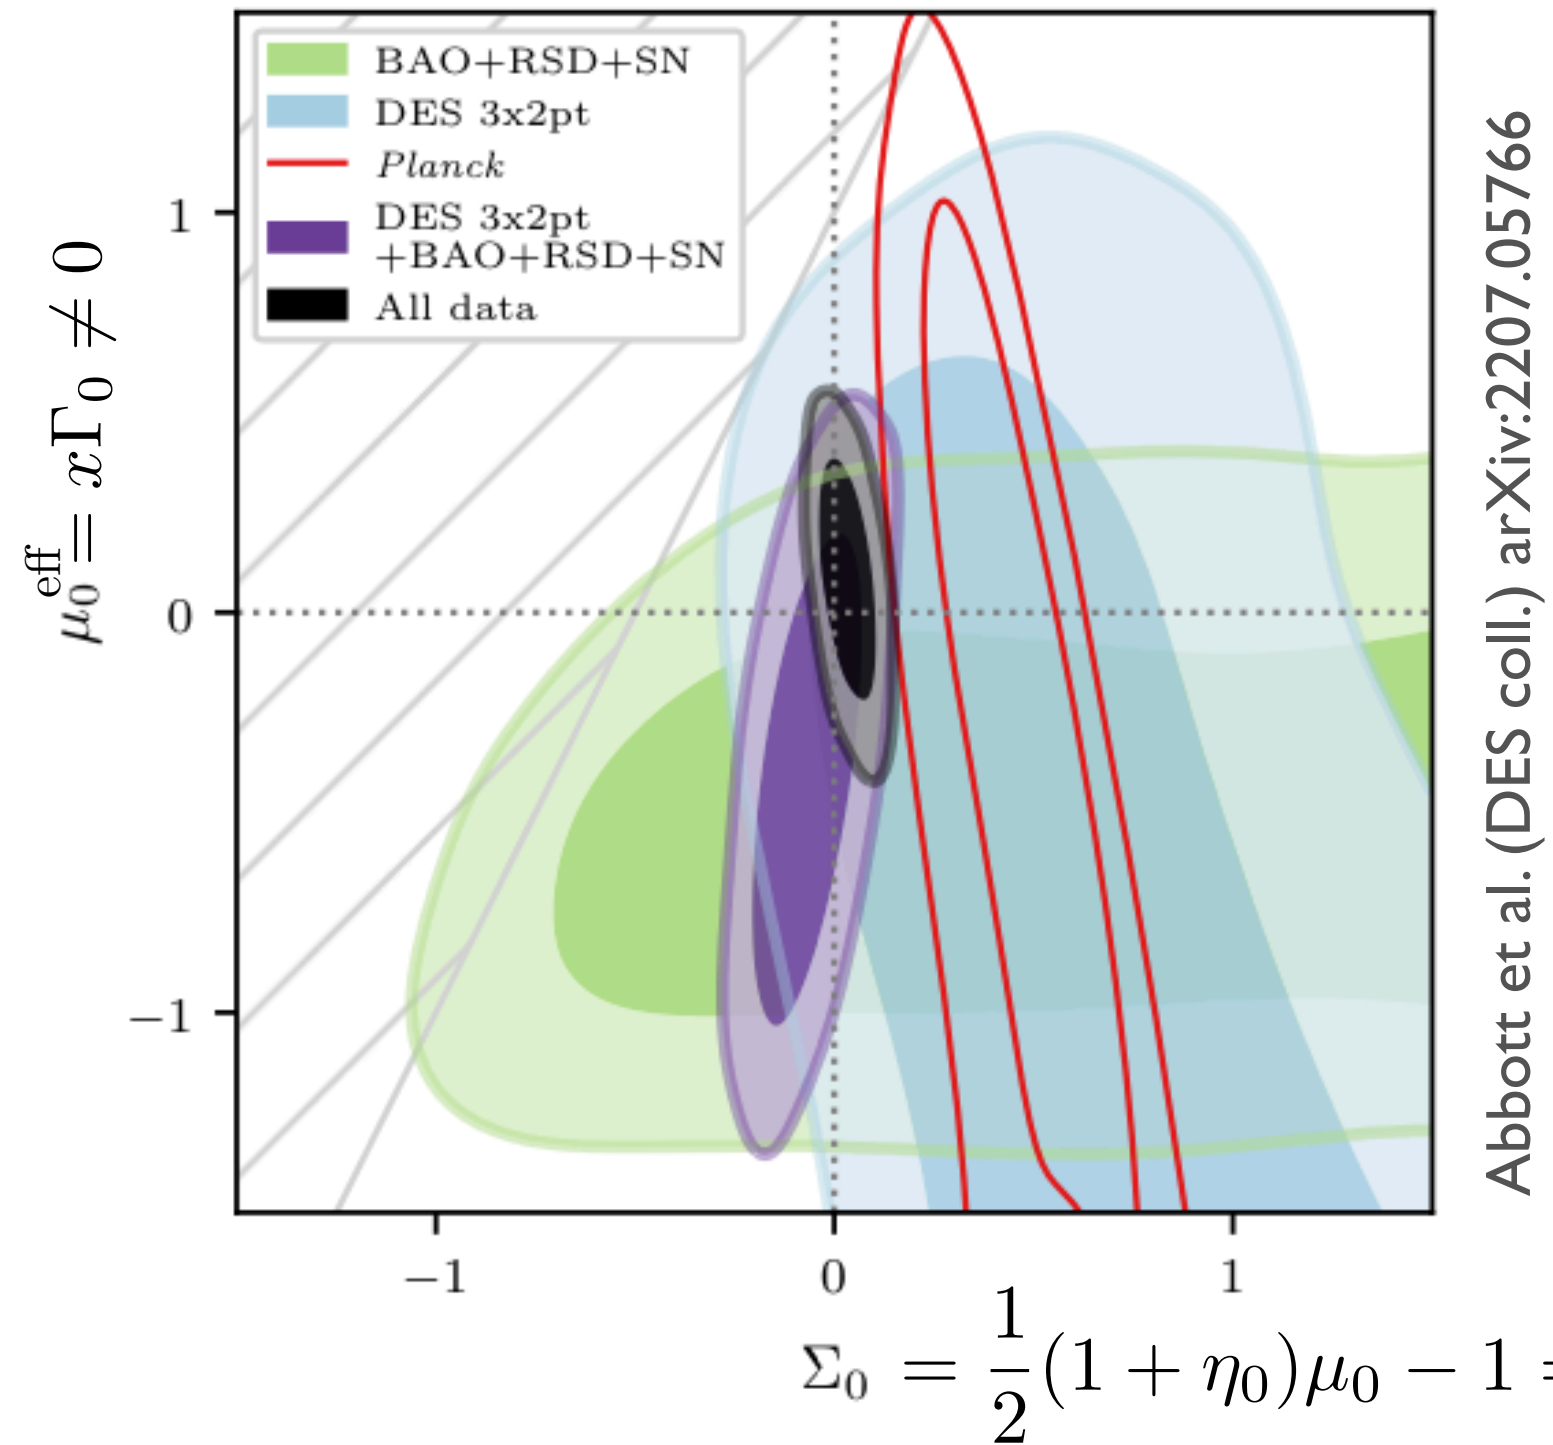 BAO+RSD+SN
DES 3x2pt
Planck
DES 3x2pt
+BAO+RSD+SN
All data
1
0
−1
μ₀^eff = xΓ₀ ≠ 0
−1
0
1
Σ₀ = 1/2(1 + η₀)μ₀ − 1 =
Abbott et al. (DES coll.) arXiv:2207.05766